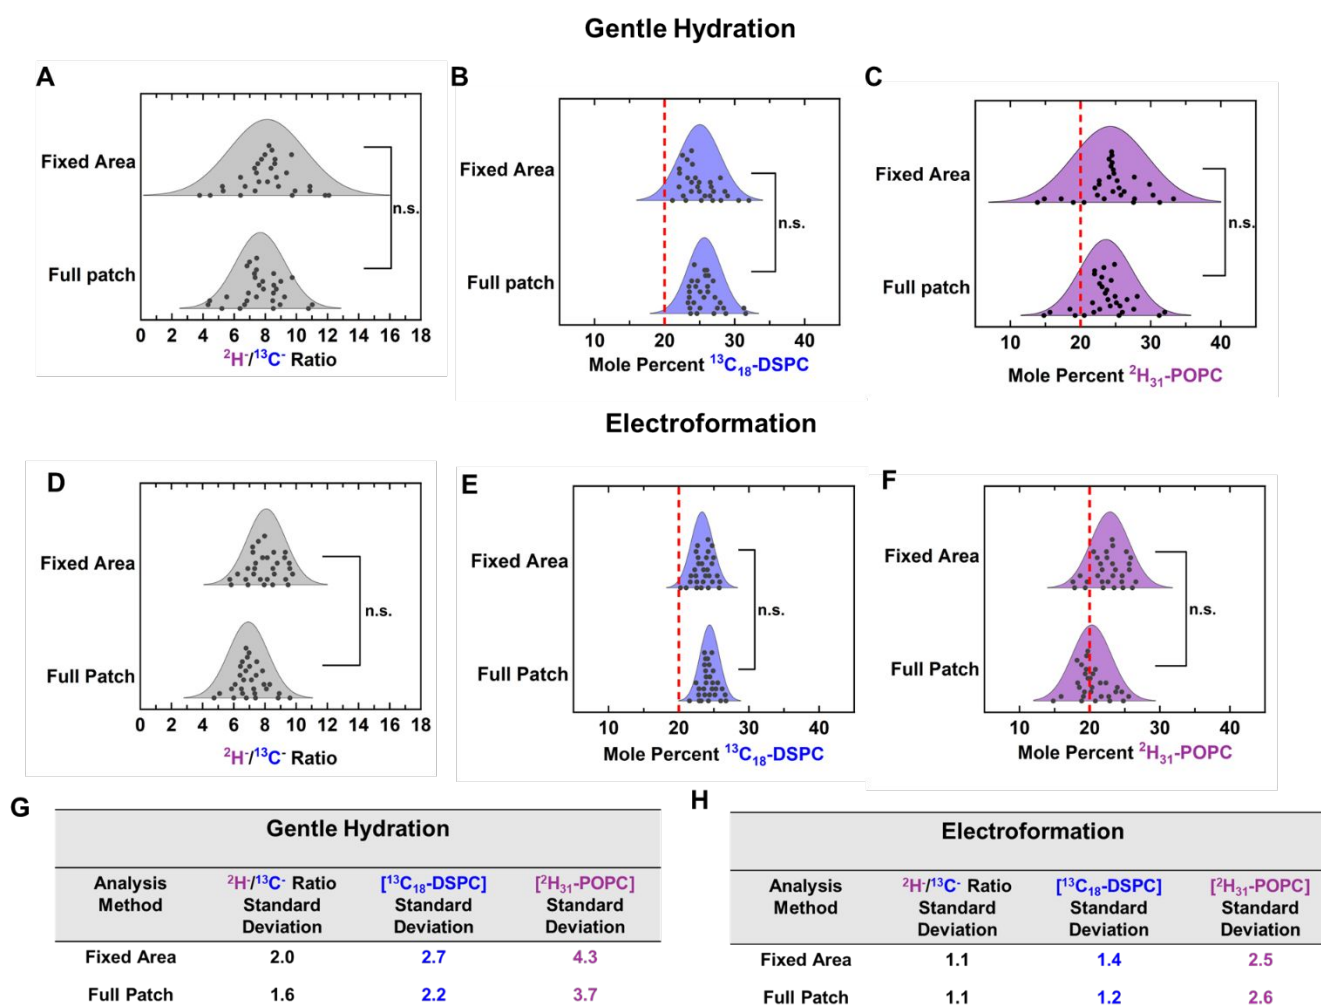 Gentle Hydration
A
B
C
Fixed Area
Full patch
n.s.
0 2 4 6 8 10 12 14 16 18
²H⁻/¹³C⁻ Ratio
Fixed Area
Full patch
n.s.
10 20 30 40
Mole Percent ¹³C₁₈-DSPC
Fixed Area
Full patch
n.s.
10 20 30 40
Mole Percent ²H₃₁-POPC
Electroformation
D
E
F
Fixed Area
Full Patch
n.s.
0 2 4 6 8 10 12 14 16 18
²H⁻/¹³C⁻ Ratio
Fixed Area
Full Patch
n.s.
10 20 30 40
Mole Percent ¹³C₁₈-DSPC
Fixed Area
Full Patch
n.s.
10 20 30 40
Mole Percent ²H₃₁-POPC
G
Gentle Hydration
Analysis Method
²H⁻/¹³C⁻ Ratio Standard Deviation
[¹³C₁₈-DSPC] Standard Deviation
[²H₃₁-POPC] Standard Deviation
Fixed Area 2.0 2.7 4.3
Full Patch 1.6 2.2 3.7
H
Electroformation
Analysis Method
²H⁻/¹³C⁻ Ratio Standard Deviation
[¹³C₁₈-DSPC] Standard Deviation
[²H₃₁-POPC] Standard Deviation
Fixed Area 1.1 1.4 2.5
Full Patch 1.1 1.2 2.6